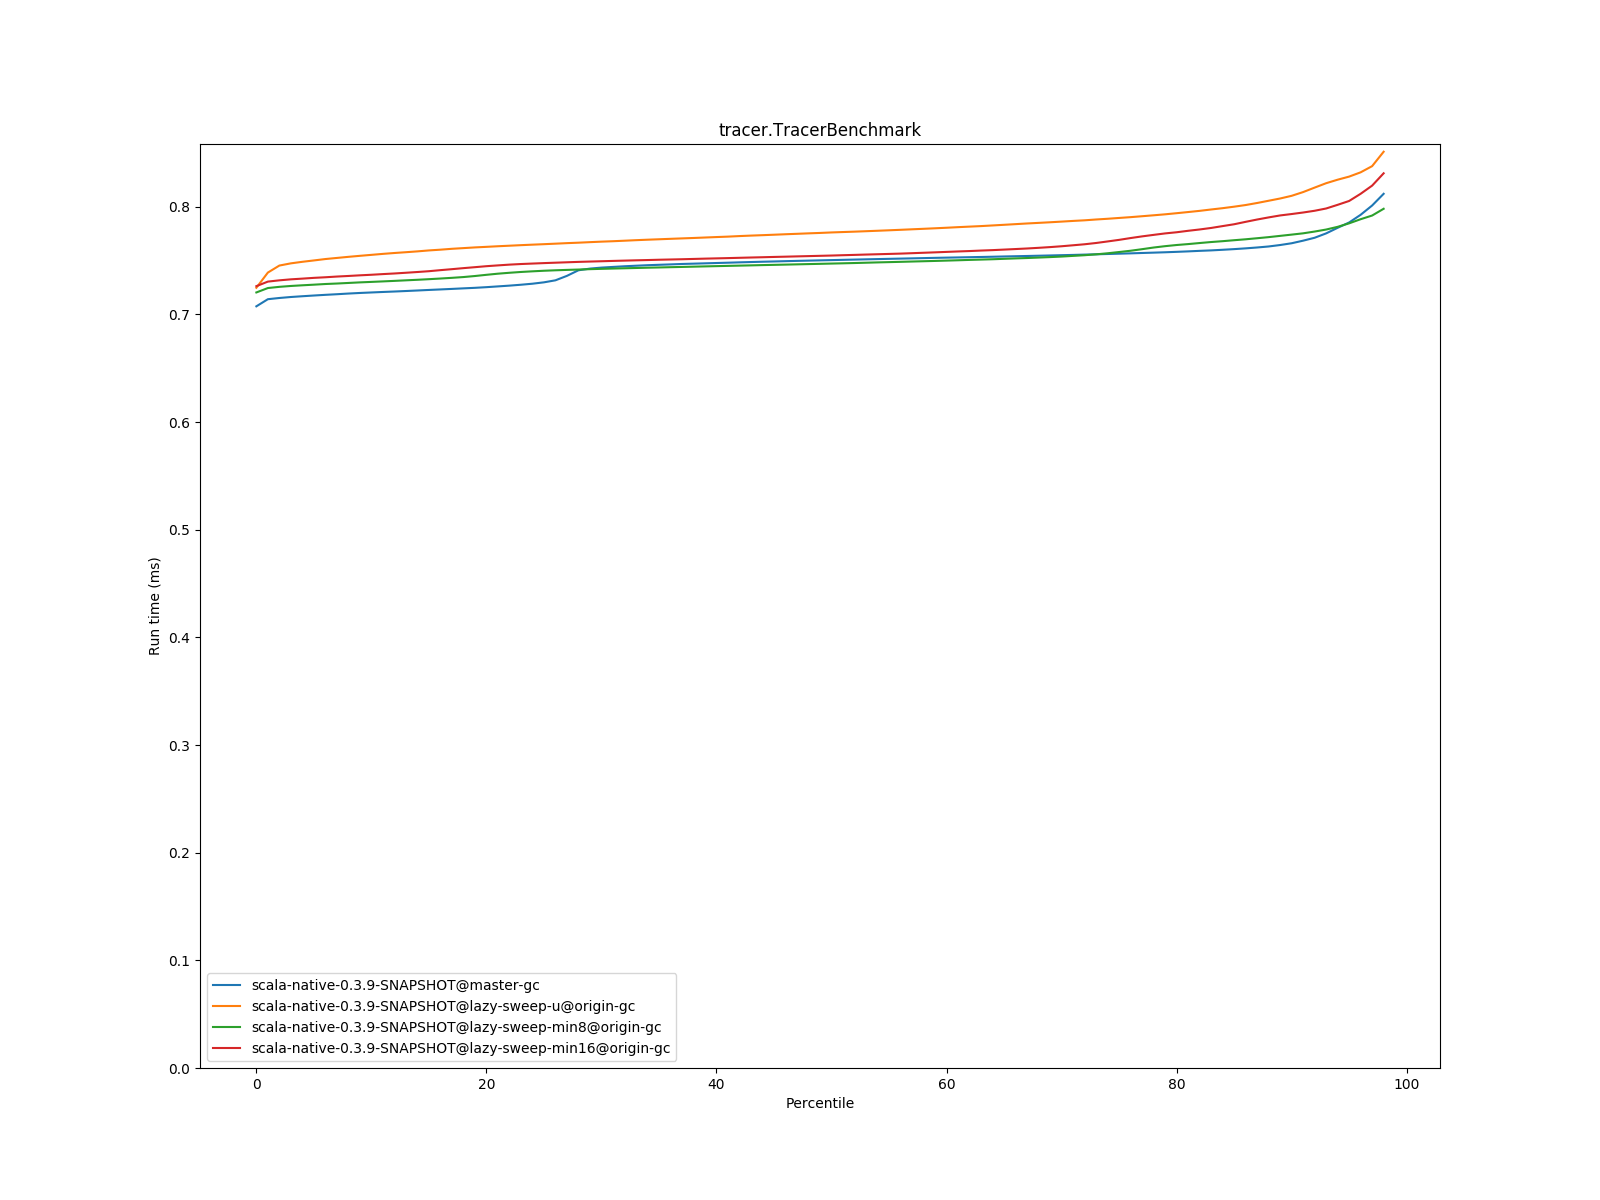 tracer.TracerBenchmark
0.8
0.7
0.6
0.5
0.4
0.3
0.2
0.1
0.0
Run time (ms)
scala-native-0.3.9-SNAPSHOT@master-gc
scala-native-0.3.9-SNAPSHOT@lazy-sweep-u@origin-gc
scala-native-0.3.9-SNAPSHOT@lazy-sweep-min8@origin-gc
scala-native-0.3.9-SNAPSHOT@lazy-sweep-min16@origin-gc
0 20 40 60 80 100
Percentile